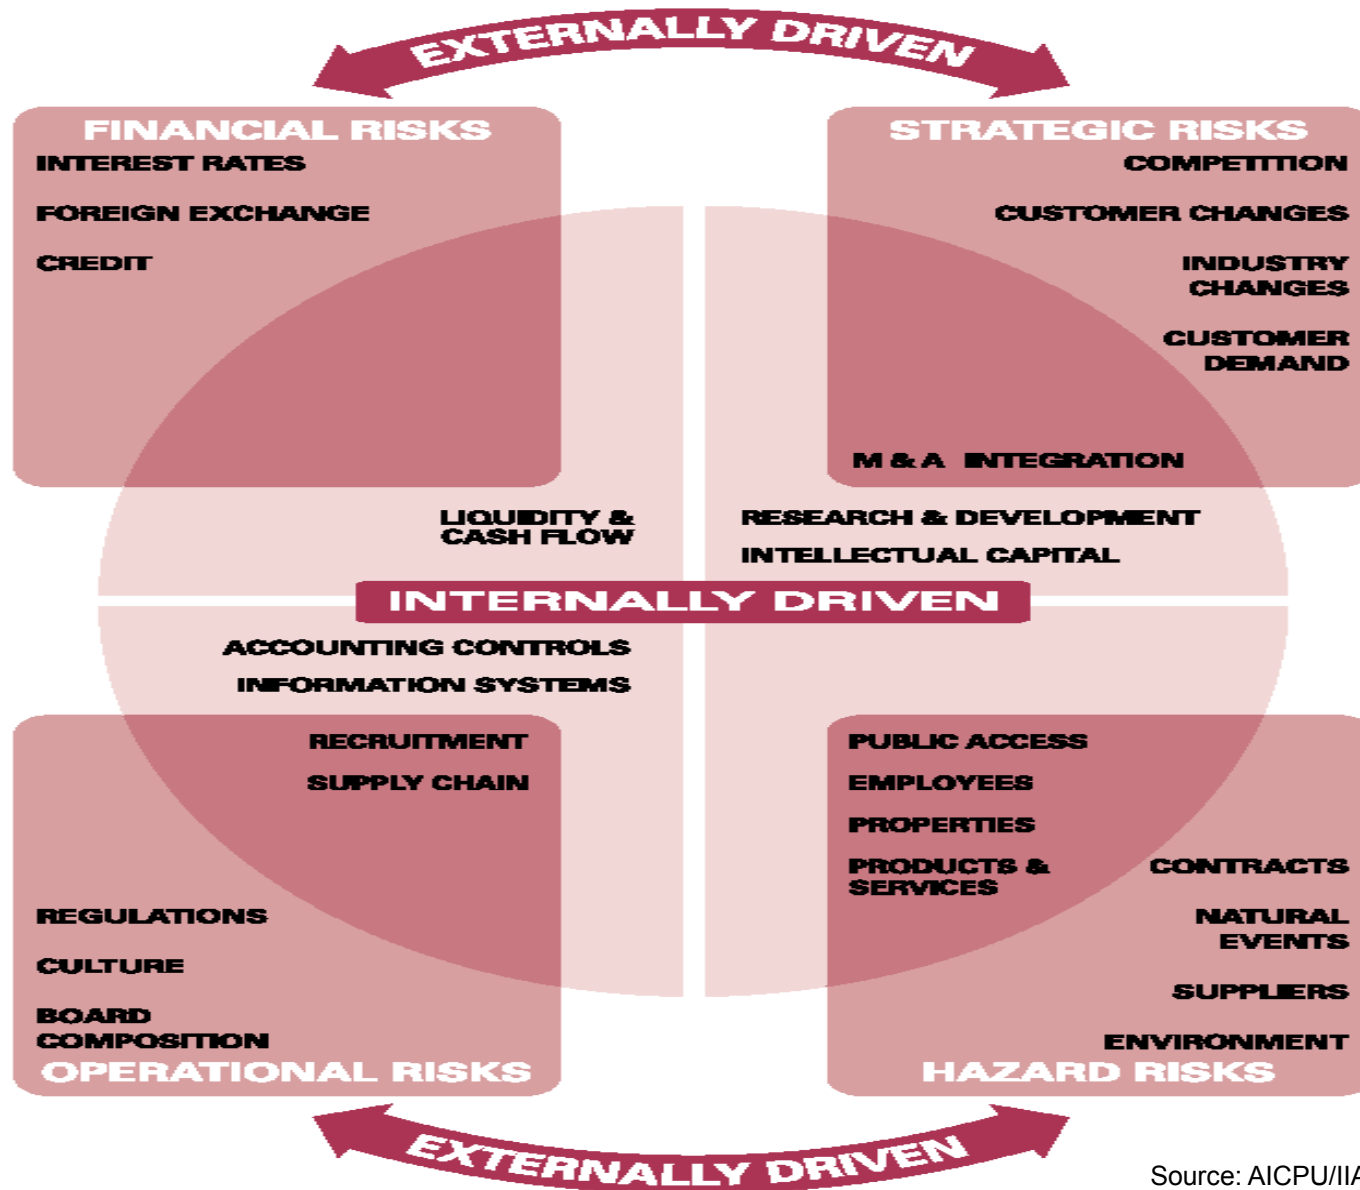 EXTERNALLY DRIVEN
FINANCIAL RISKS
INTEREST RATES
FOREIGN EXCHANGE
CREDIT
STRATEGIC RISKS
COMPETITION
CUSTOMER CHANGES
INDUSTRY
CHANGES
CUSTOMER
DEMAND
M & A INTEGRATION
LIQUIDITY &
CASH FLOW
RESEARCH & DEVELOPMENT
INTELLECTUAL CAPITAL
INTERNALLY DRIVEN
ACCOUNTING CONTROLS
INFORMATION SYSTEMS
RECRUITMENT
SUPPLY CHAIN
REGULATIONS
CULTURE
BOARD
COMPOSITION
OPERATIONAL RISKS
PUBLIC ACCESS
EMPLOYEES
PROPERTIES
PRODUCTS &
SERVICES
CONTRACTS
NATURAL
EVENTS
SUPPLIERS
ENVIRONMENT
HAZARD RISKS
EXTERNALLY DRIVEN
Source: AICPU/IIA